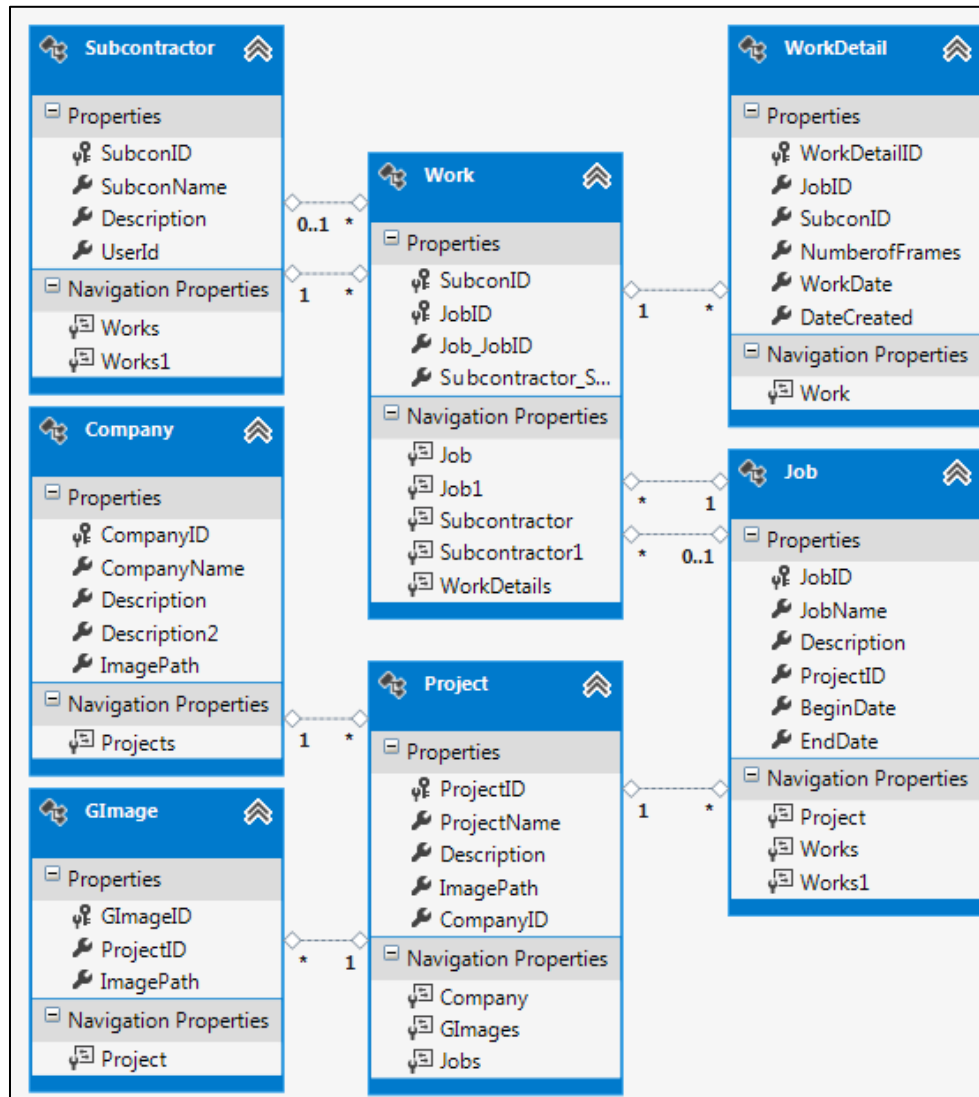 Subcontractor
Properties
SubconID
SubconName
Description
UserId
Navigation Properties
Works
Works1
0..1 *
1 *
Work
Properties
SubconID
JobID
Job_JobID
Subcontractor_S...
Navigation Properties
Job
Job1
Subcontractor
Subcontractor1
WorkDetails
1 *
WorkDetail
Properties
WorkDetailID
JobID
SubconID
NumberofFrames
WorkDate
DateCreated
Navigation Properties
Work
* 1
* 0..1
Company
Properties
CompanyID
CompanyName
Description
Description2
ImagePath
Navigation Properties
Projects
1 *
Project
Properties
ProjectID
ProjectName
Description
ImagePath
CompanyID
Navigation Properties
Company
GImages
Jobs
1 *
Job
Properties
JobID
JobName
Description
ProjectID
BeginDate
EndDate
Navigation Properties
Project
Works
Works1
GImage
Properties
GImageID
ProjectID
ImagePath
Navigation Properties
Project
* 1